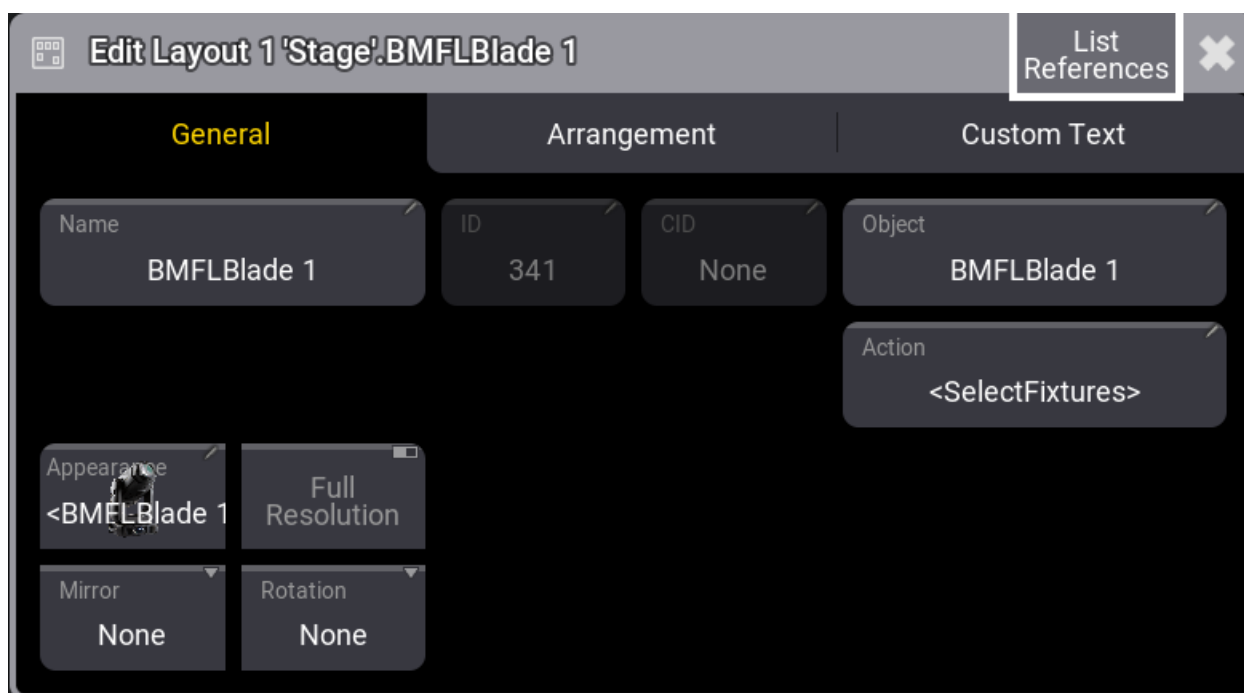 Edit Layout 1 'Stage'.BMFLBlade 1
List
References
General
Arrangement
Custom Text
Name
BMFLBlade 1
ID
341
CID
None
Object
BMFLBlade 1
Action
<SelectFixtures>
Appearance
<BMFLBlade 1
Full
Resolution
Mirror
None
Rotation
None